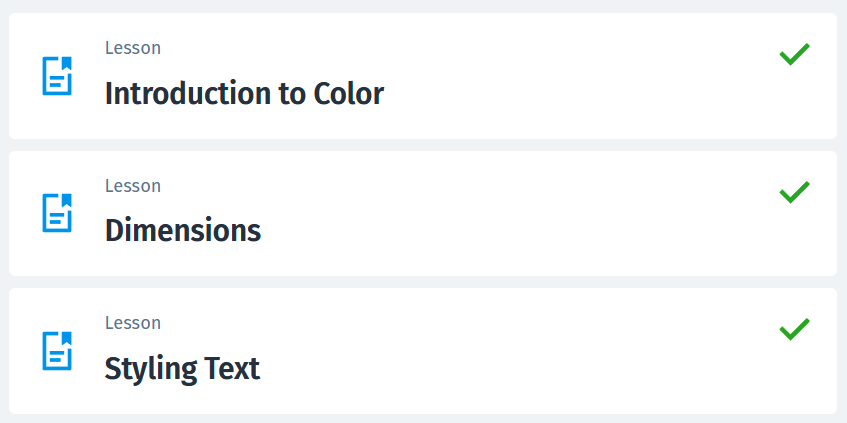 Lesson
Introduction to Color
Lesson
Dimensions
Lesson
Styling Text